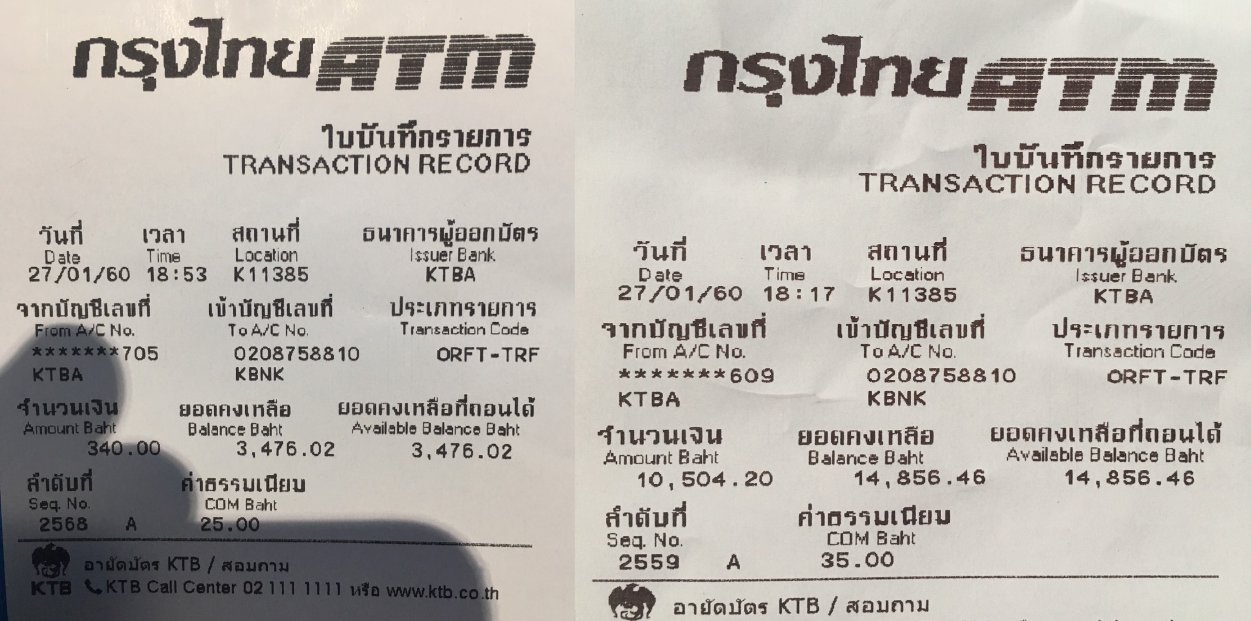 กรุงไทย ATM
ใบบันทึกรายการ
TRANSACTION RECORD
วันที่ เวลา สถานที่ ธนาคารผู้ออกบัตร
Date Time Location Issuer Bank
27/01/60 18:53 K11385 KTBA
จากบัญชีเลขที่ เข้าบัญชีเลขที่ ประเภทรายการ
From A/C No. To A/C No. Transaction Code
*******705 0208758810 ORFT-TRF
KTBA KBNK
จำนวนเงิน ยอดคงเหลือ ยอดคงเหลือที่ถอนได้
Amount Baht Balance Baht Available Balance Baht
340.00 3,476.02 3,476.02
ลำดับที่ ค่าธรรมเนียม
Seq. No. COM Baht
2568 A 25.00
อายัดบัตร KTB / สอบถาม
KTB KTB Call Center 02 111 1111 หรือ www.ktb.co.th
กรุงไทย ATM
ใบบันทึกรายการ
TRANSACTION RECORD
วันที่ เวลา สถานที่ ธนาคารผู้ออกบัตร
Date Time Location Issuer Bank
27/01/60 18:17 K11385 KTBA
จากบัญชีเลขที่ เข้าบัญชีเลขที่ ประเภทรายการ
From A/C No. To A/C No. Transaction Code
*******609 0208758810 ORFT-TRF
KTBA KBNK
จำนวนเงิน ยอดคงเหลือ ยอดคงเหลือที่ถอนได้
Amount Baht Balance Baht Available Balance Baht
10,504.20 14,856.46 14,856.46
ลำดับที่ ค่าธรรมเนียม
Seq. No. COM Baht
2559 A 35.00
อายัดบัตร KTB / สอบถาม